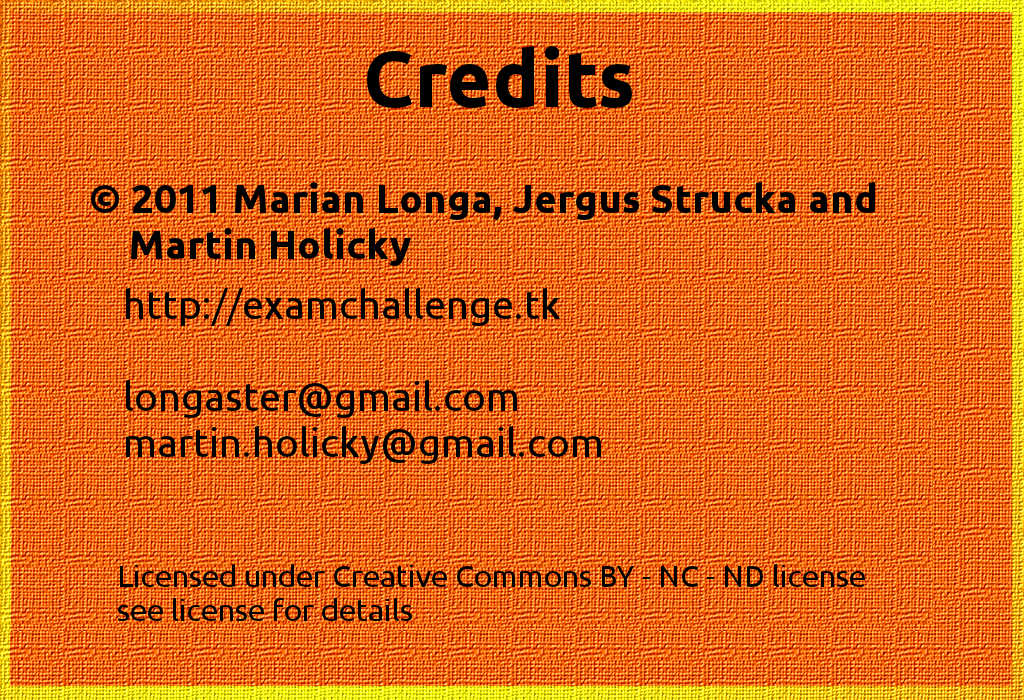 Credits
© 2011 Marian Longa, Jergus Strucka and
Martin Holicky
http://examchallenge.tk
longaster@gmail.com
martin.holicky@gmail.com
Licensed under Creative Commons BY - NC - ND license
see license for details